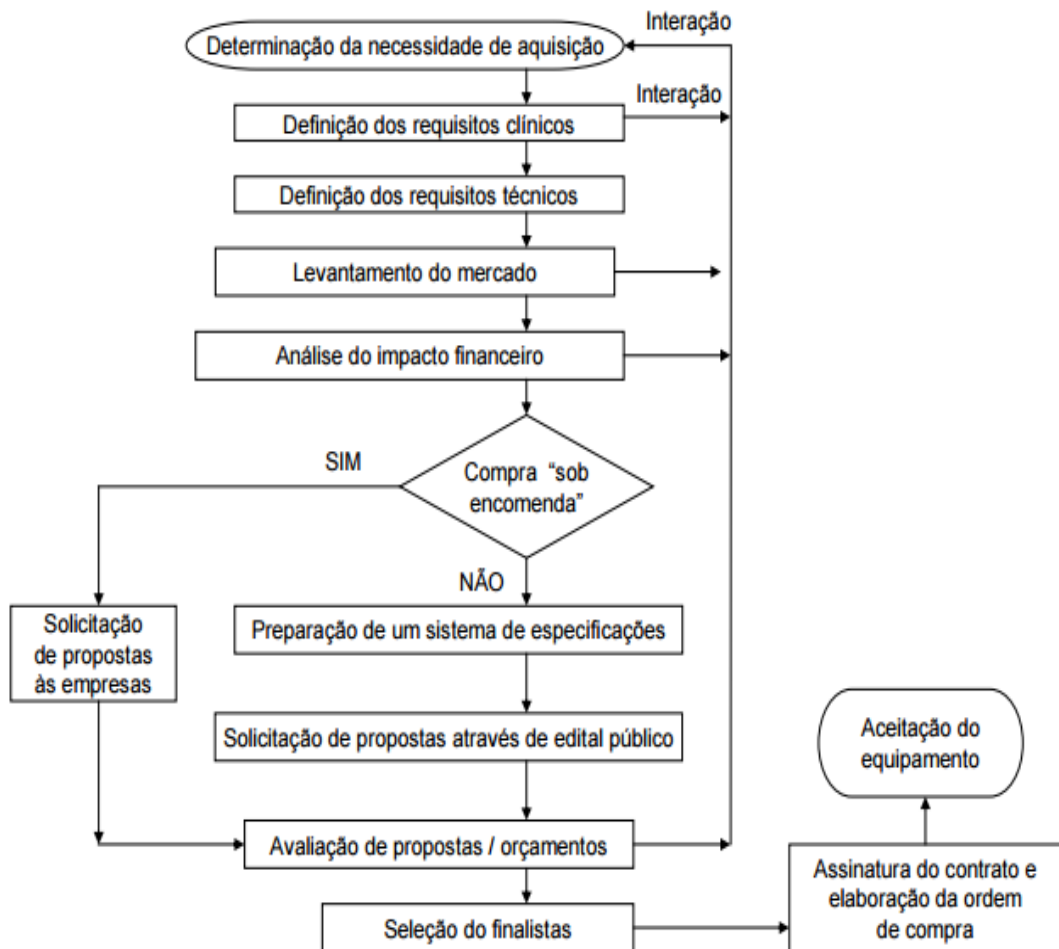 Interação
Determinação da necessidade de aquisição
Interação
Definição dos requisitos clínicos
Definição dos requisitos técnicos
Levantamento do mercado
Análise do impacto financeiro
SIM
Compra “sob
encomenda”
NÃO
Solicitação
de propostas
às empresas
Preparação de um sistema de especificações
Solicitação de propostas através de edital público
Aceitação do
equipamento
Avaliação de propostas / orçamentos
Assinatura do contrato e
elaboração da ordem
de compra
Seleção do finalistas